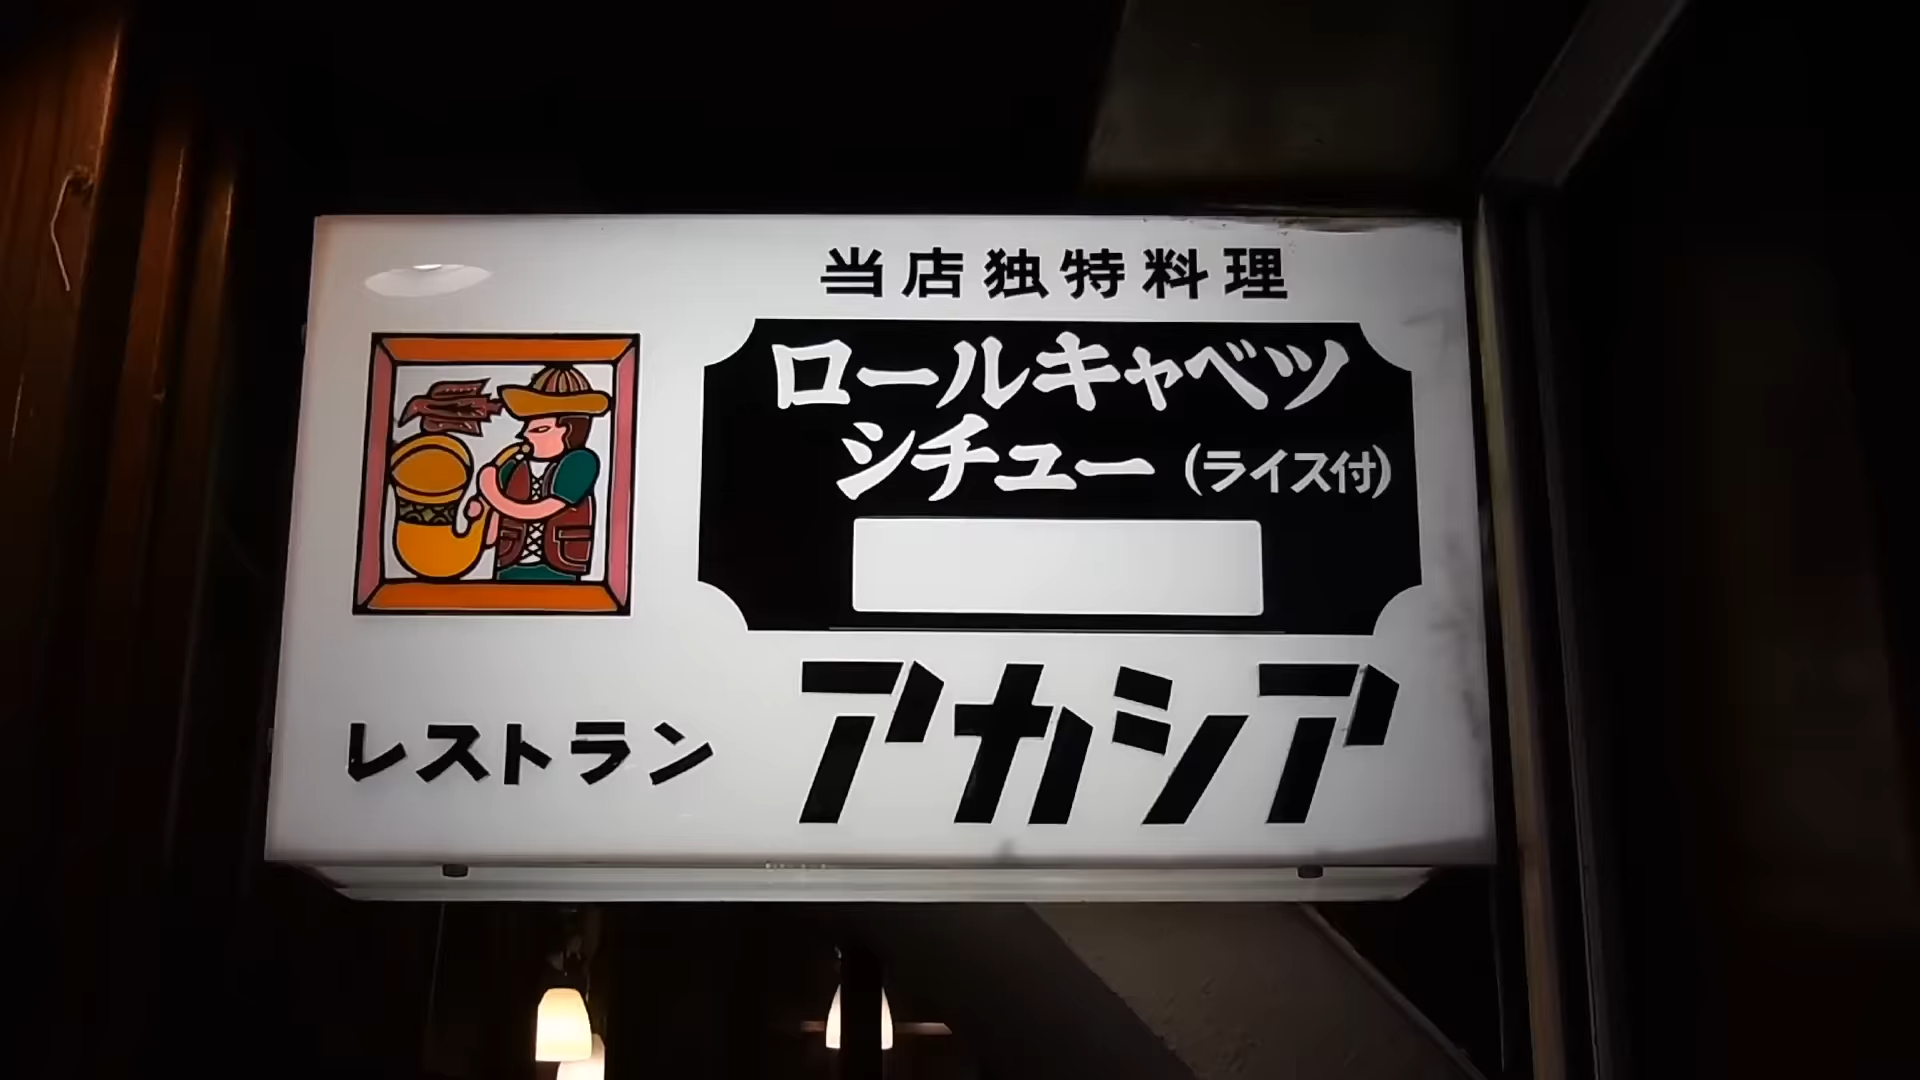 当店独特料理
ロールキャベツ
シチュー (ライス付)
レストラン アカシア